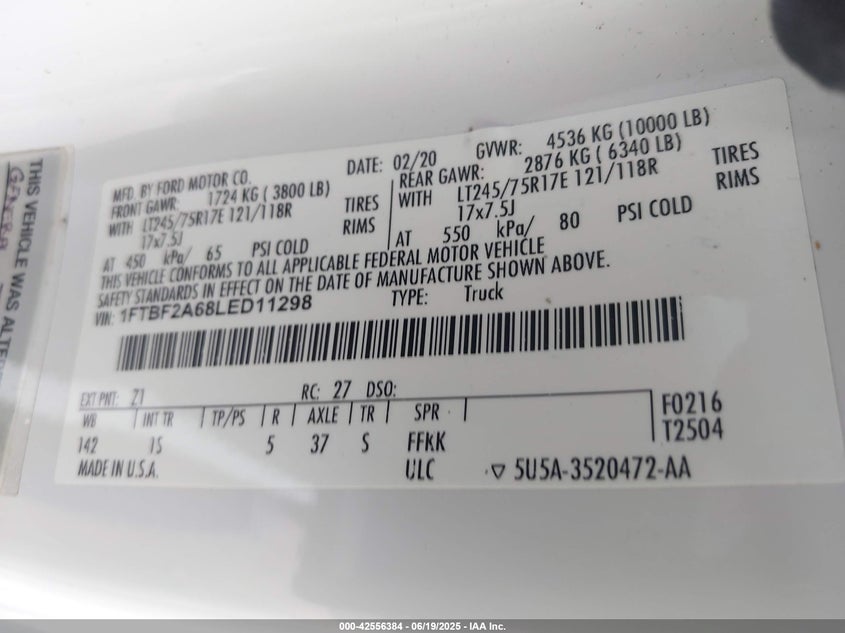 MFD. BY FORD MOTOR CO.
DATE: 02/20
GVWR: 4536 KG (10000 LB)
FRONT GAWR: 1724 KG ( 3800 LB)
REAR GAWR: 2876 KG ( 6340 LB)
WITH LT245/75R17E 121/118R TIRES
WITH LT245/75R17E 121/118R TIRES
17x7.5J RIMS
17x7.5J RIMS
AT 450 kPa/ 65 PSI COLD
AT 550 kPa/ 80 PSI COLD
THIS VEHICLE CONFORMS TO ALL APPLICABLE FEDERAL MOTOR VEHICLE
SAFETY STANDARDS IN EFFECT ON THE DATE OF MANUFACTURE SHOWN ABOVE.
VIN: 1FTBF2A68LED11298
TYPE: Truck
EXT PNT: Z1 RC: 27 DSO:
WB | INT TR | TP/PS | R | AXLE | TR | SPR |
F0216
142 IS 5 37 S FFKK
T2504
MADE IN U.S.A.
ULC
▽ 5U5A-3520472-AA
THIS VEHICLE WAS ALTE
000-42556384 - 06/19/2025 - IAA Inc.